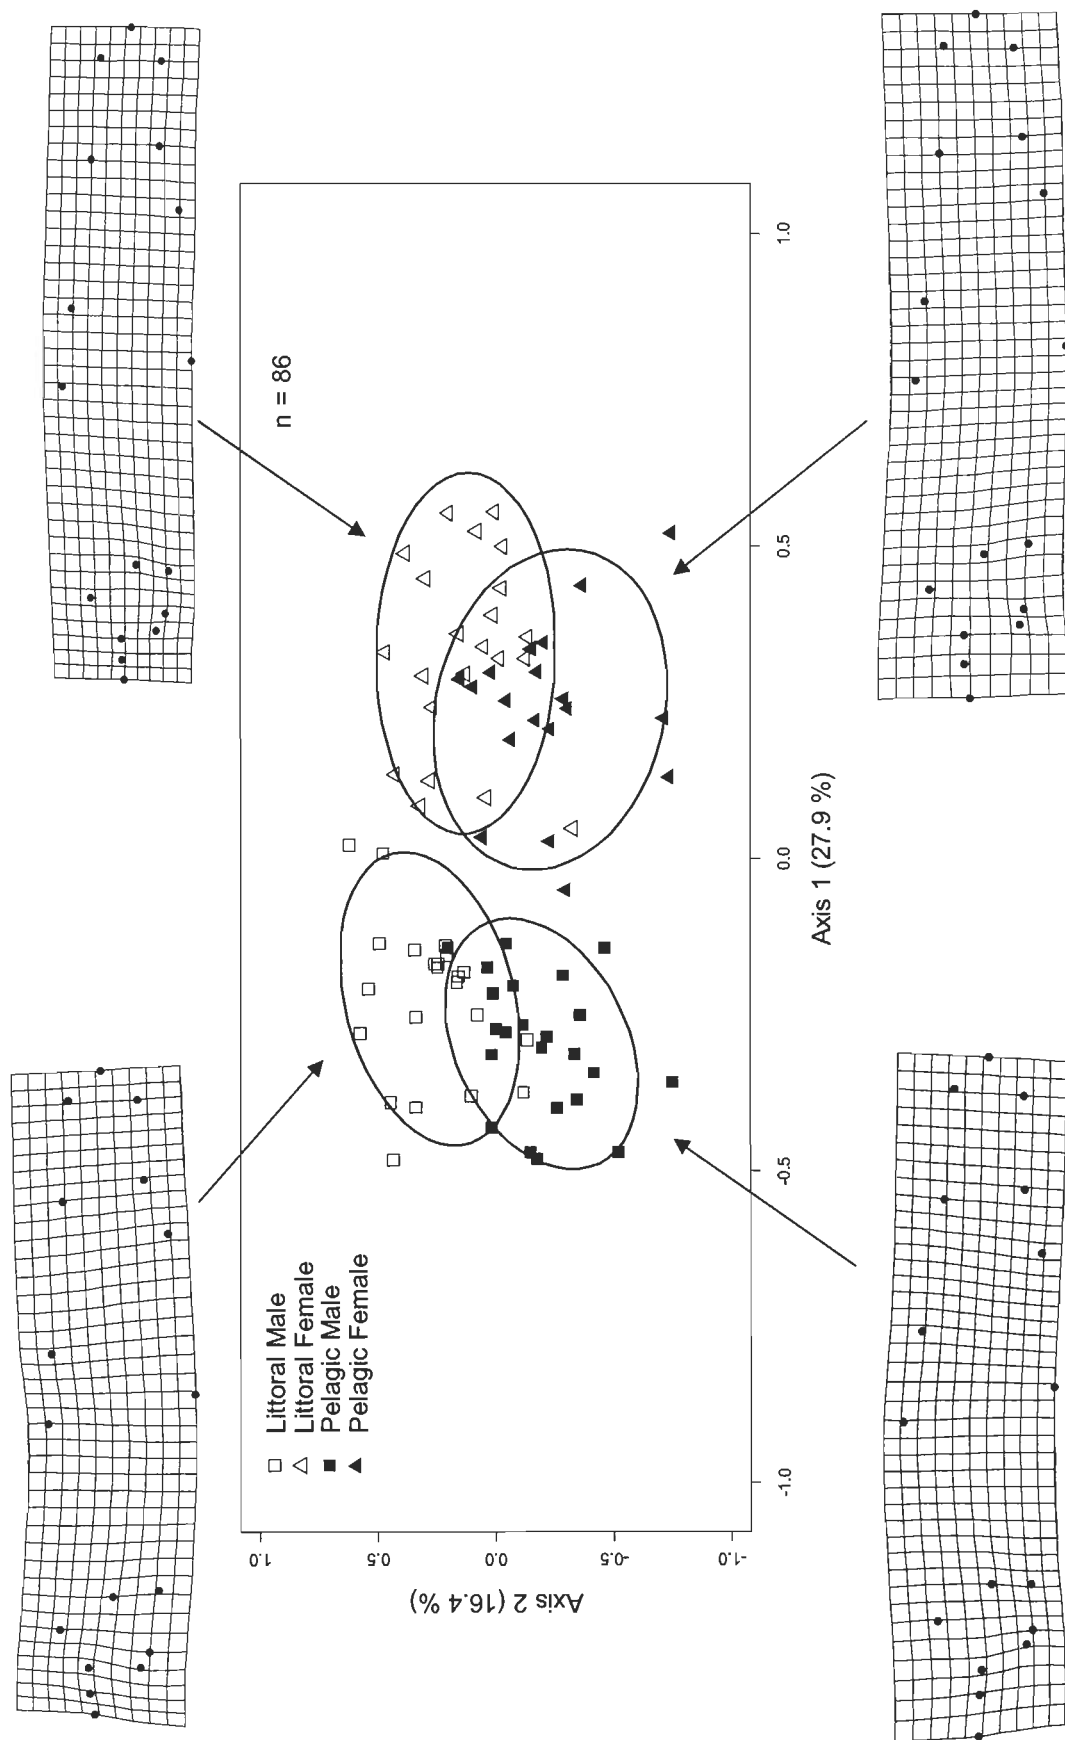 n = 86
□ Littoral Male
△ Littoral Female
■ Pelagic Male
▲ Pelagic Female
Axis 2 (16.4 %)
1.0
0.5
0.0
-0.5
-1.0
-1.0
-0.5
0.0
0.5
1.0
Axis 1 (27.9 %)